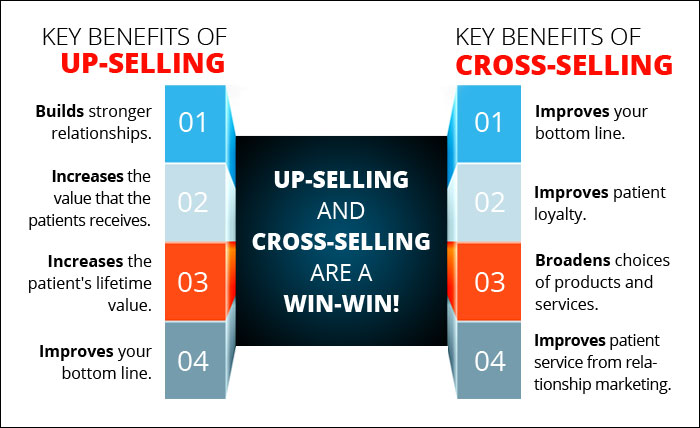 KEY BENEFITS OF
UP-SELLING
01
Builds stronger
relationships.
02
Increases the
value that the
patients receives.
03
Increases the
patient's lifetime
value.
04
Improves your
bottom line.
UP-SELLING
AND
CROSS-SELLING
ARE A
WIN-WIN!
KEY BENEFITS OF
CROSS-SELLING
01
Improves your
bottom line.
02
Improves patient
loyalty.
03
Broadens choices
of products and
services.
04
Improves patient
service from rela-
tionship marketing.